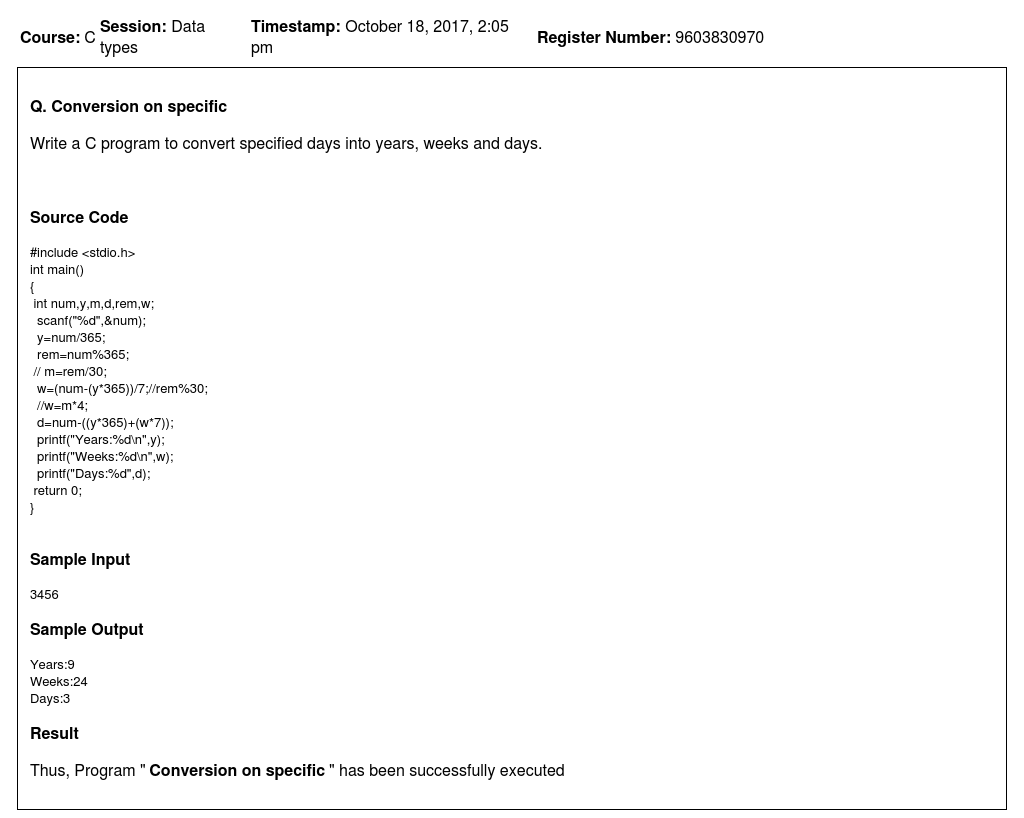 Course: C Session: Data types Timestamp: October 18, 2017, 2:05 pm Register Number: 9603830970
Q. Conversion on specific
Write a C program to convert specified days into years, weeks and days.
Source Code
#include <stdio.h>
int main()
{
 int num,y,m,d,rem,w;
  scanf("%d",&num);
  y=num/365;
  rem=num%365;
 // m=rem/30;
  w=(num-(y*365))/7;//rem%30;
  //w=m*4;
  d=num-((y*365)+(w*7));
  printf("Years:%d\n",y);
  printf("Weeks:%d\n",w);
  printf("Days:%d",d);
 return 0;
}
Sample Input
3456
Sample Output
Years:9
Weeks:24
Days:3
Result
Thus, Program " Conversion on specific " has been successfully executed